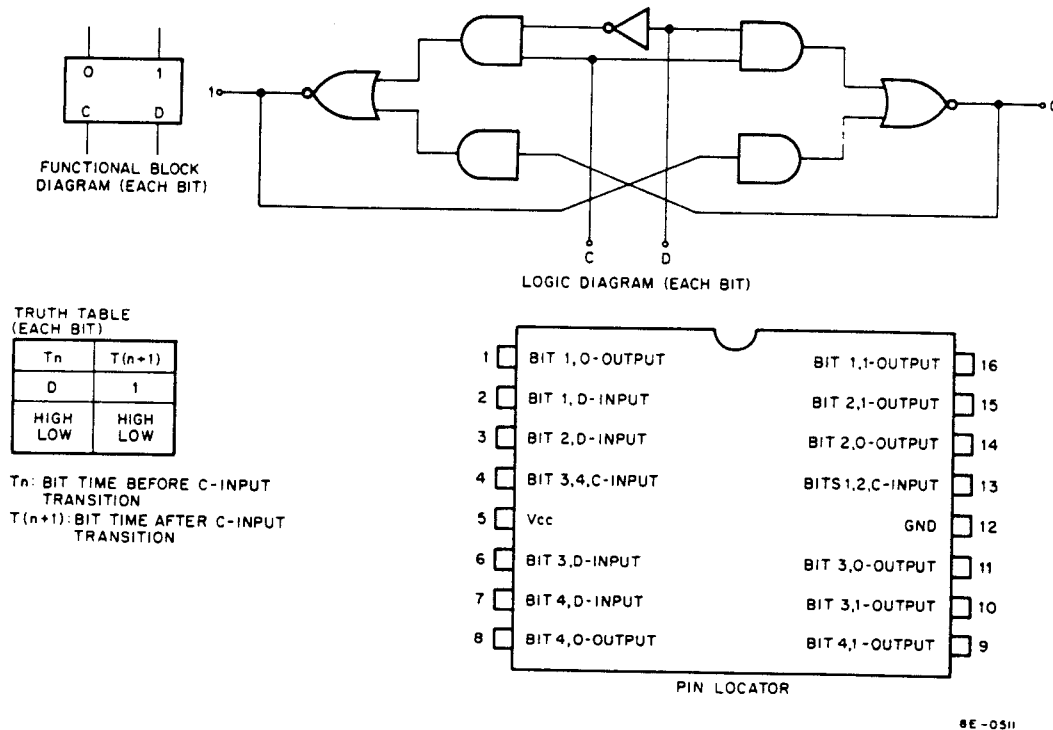 O 1
C D
FUNCTIONAL BLOCK
DIAGRAM (EACH BIT)
1
0
C D
LOGIC DIAGRAM (EACH BIT)
TRUTH TABLE
(EACH BIT)
Tn T(n+1)
D 1
HIGH HIGH
LOW LOW
Tn: BIT TIME BEFORE C-INPUT
TRANSITION
T(n+1): BIT TIME AFTER C-INPUT
TRANSITION
1 BIT 1,0-OUTPUT
2 BIT 1, D-INPUT
3 BIT 2,D-INPUT
4 BIT 3,4,C-INPUT
5 Vcc
6 BIT 3,D-INPUT
7 BIT 4,D-INPUT
8 BIT 4,0-OUTPUT
BIT 1,1-OUTPUT 16
BIT 2,1-OUTPUT 15
BIT 2,0-OUTPUT 14
BITS 1,2,C-INPUT 13
GND 12
BIT 3,0-OUTPUT 11
BIT 3,1-OUTPUT 10
BIT 4,1-OUTPUT 9
PIN LOCATOR
8E-0511